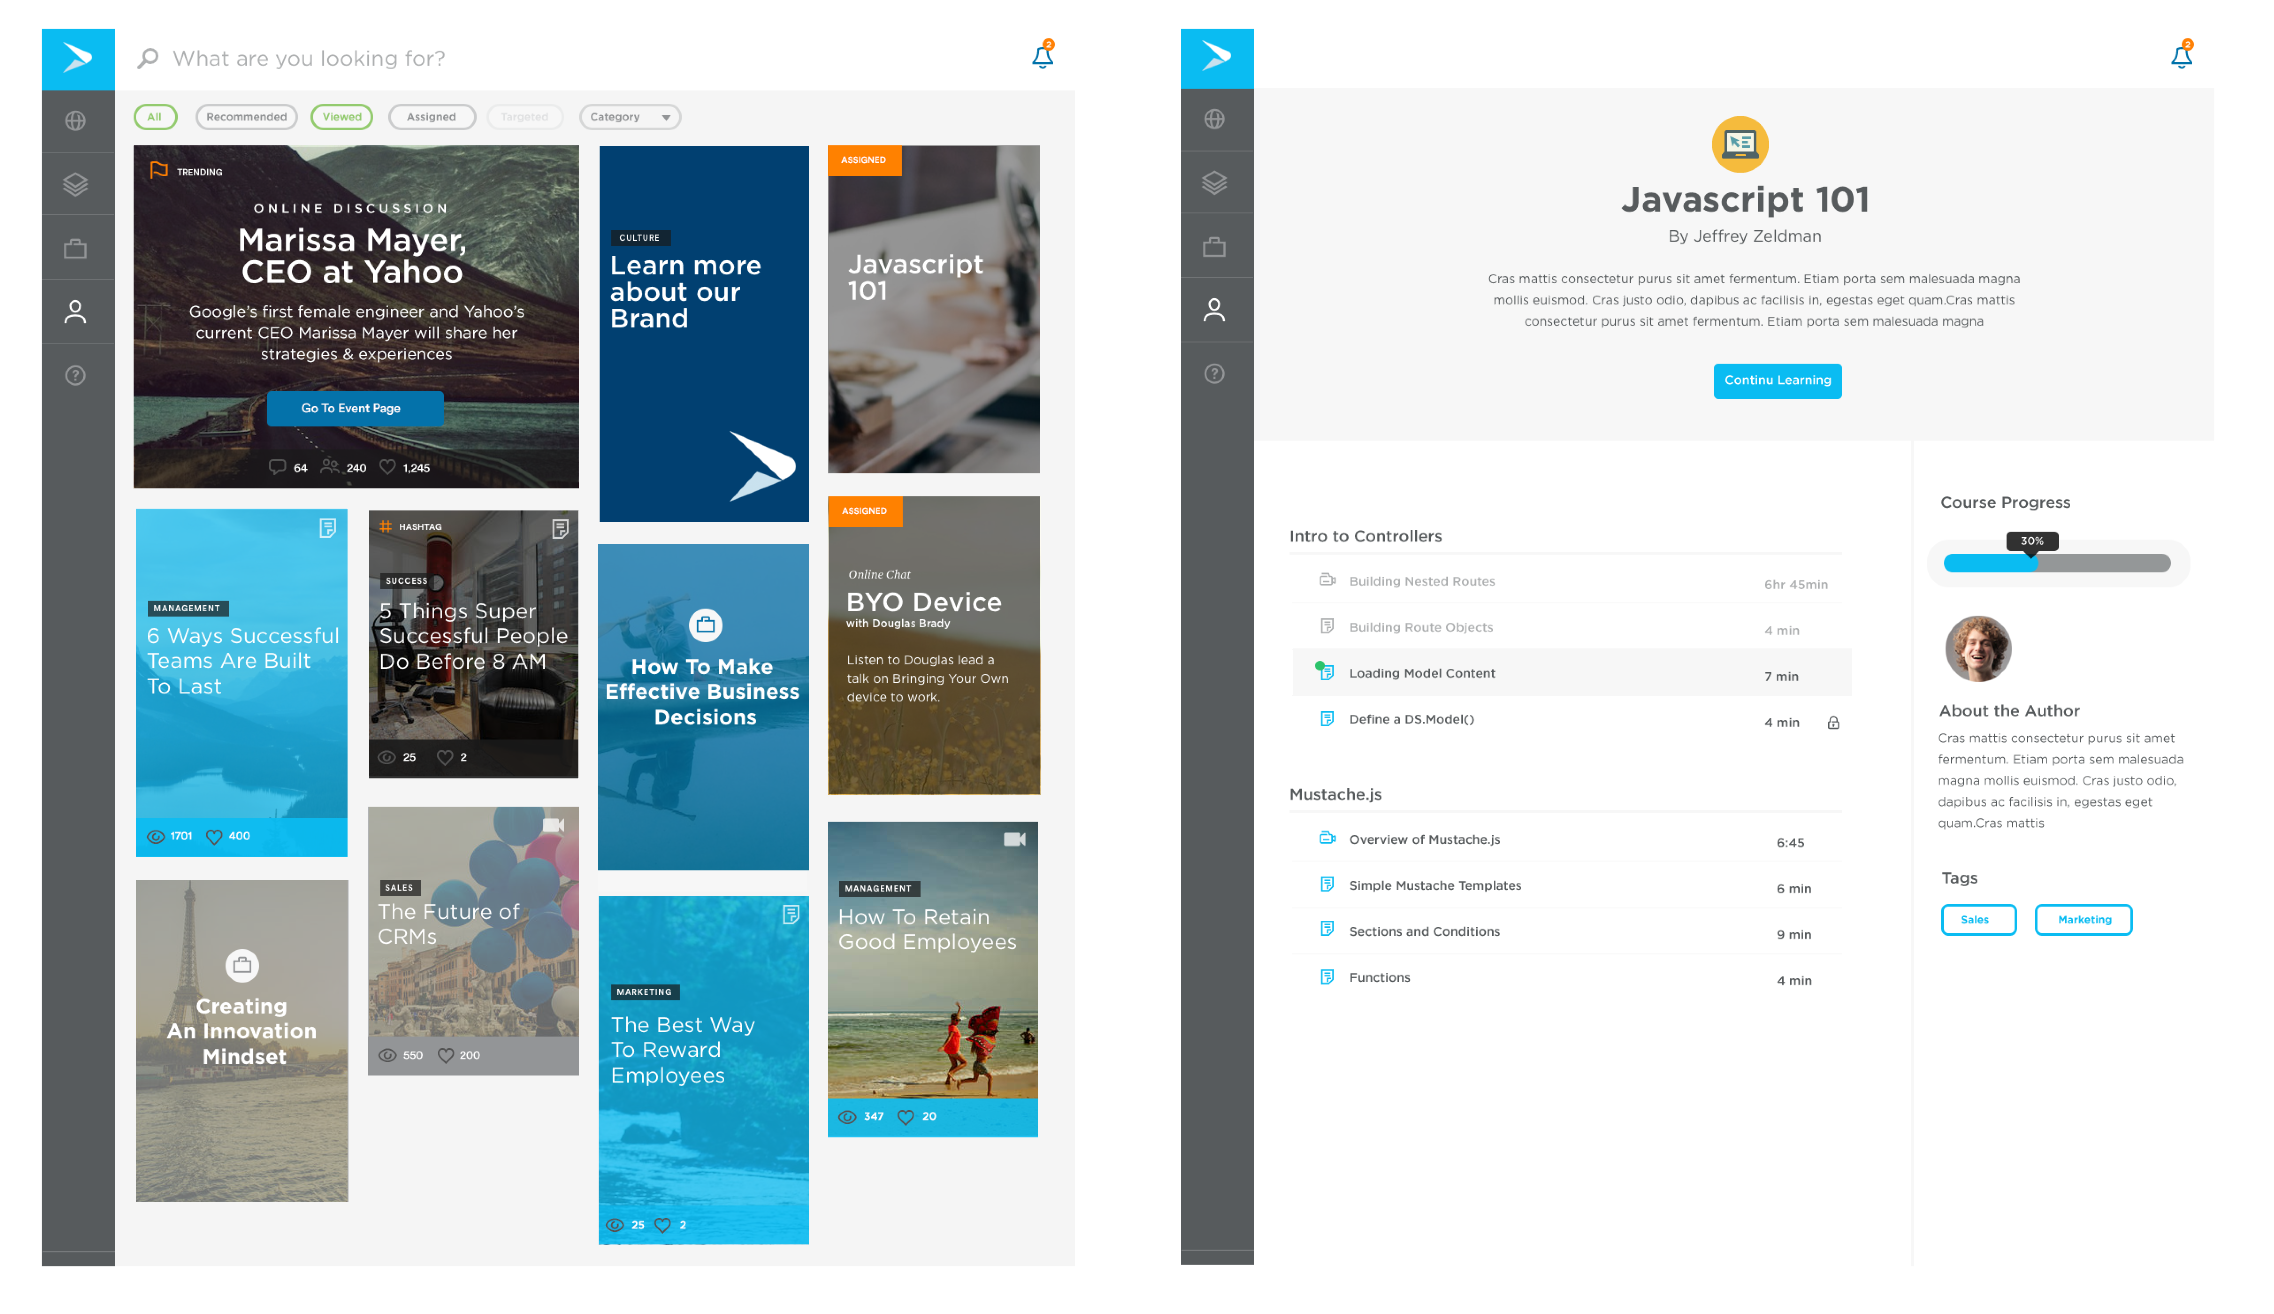 What are you looking for?
2
All
Recommended
Viewed
Assigned
Targeted
Category
TRENDING
ONLINE DISCUSSION
Marissa Mayer,
CEO at Yahoo
Google's first female engineer and Yahoo's
current CEO Marissa Mayer will share her
strategies & experiences
Go To Event Page
64
240
1,245
CULTURE
Learn more
about our
Brand
ASSIGNED
Javascript
101
MANAGEMENT
6 Ways Successful
Teams Are Built
To Last
1701
400
HASHTAG
SUCCESS
5 Things Super
Successful People
Do Before 8 AM
25
2
How To Make
Effective Business
Decisions
ASSIGNED
Online Chat
BYO Device
with Douglas Brady
Listen to Douglas lead a
talk on Bringing Your Own
device to work.
Creating
An Innovation
Mindset
SALES
The Future of
CRMs
550
200
MARKETING
The Best Way
To Reward
Employees
25
2
MANAGEMENT
How To Retain
Good Employees
347
20
2
Javascript 101
By Jeffrey Zeldman
Cras mattis consectetur purus sit amet fermentum. Etiam porta sem malesuada magna
mollis euismod. Cras justo odio, dapibus ac facilisis in, egestas eget quam.Cras mattis
consectetur purus sit amet fermentum. Etiam porta sem malesuada magna
Continu Learning
Intro to Controllers
Building Nested Routes
6hr 45min
Building Route Objects
4 min
Loading Model Content
7 min
Define a DS.Model()
4 min
Mustache.js
Overview of Mustache.js
6:45
Simple Mustache Templates
6 min
Sections and Conditions
9 min
Functions
4 min
Course Progress
30%
About the Author
Cras mattis consectetur purus sit amet
fermentum. Etiam porta sem malesuada
magna mollis euismod. Cras justo odio,
dapibus ac facilisis in, egestas eget
quam.Cras mattis
Tags
Sales
Marketing